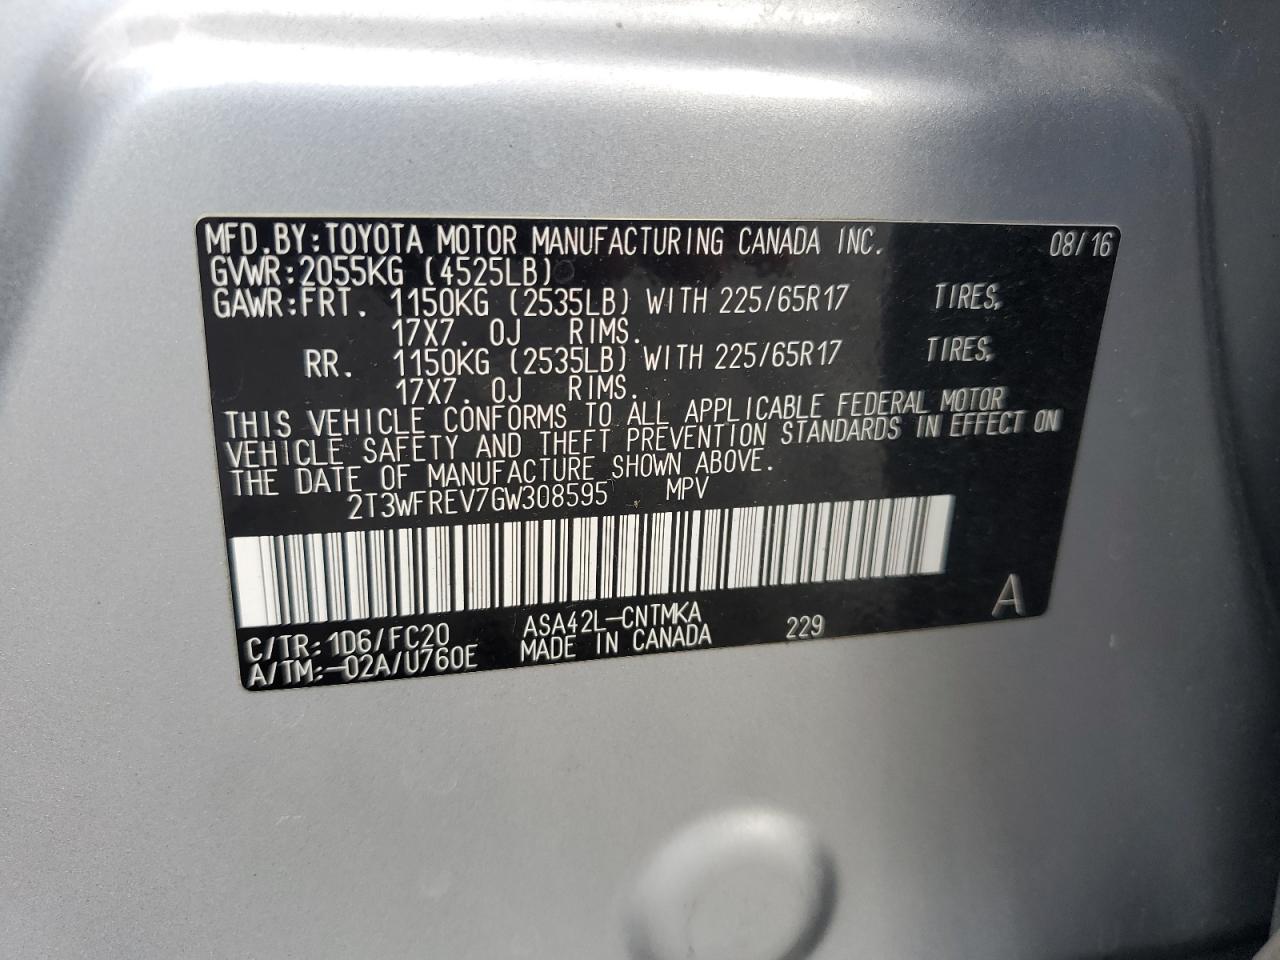 MFD.BY:TOYOTA MOTOR MANUFACTURING CANADA INC. 08/16
GVWR:2055KG (4525LB)
GAWR:FRT. 1150KG (2535LB) WITH 225/65R17 TIRES,
17X7.0J RIMS.
RR. 1150KG (2535LB) WITH 225/65R17 TIRES,
17X7.0J RIMS.
THIS VEHICLE CONFORMS TO ALL APPLICABLE FEDERAL MOTOR
VEHICLE SAFETY AND THEFT PREVENTION STANDARDS IN EFFECT ON
THE DATE OF MANUFACTURE SHOWN ABOVE.
2T3WFREV7GW308595 MPV
A
C/TR:1D6/FC20 ASA42L-CNTMKA 229
A/TM:-02A/U760E MADE IN CANADA